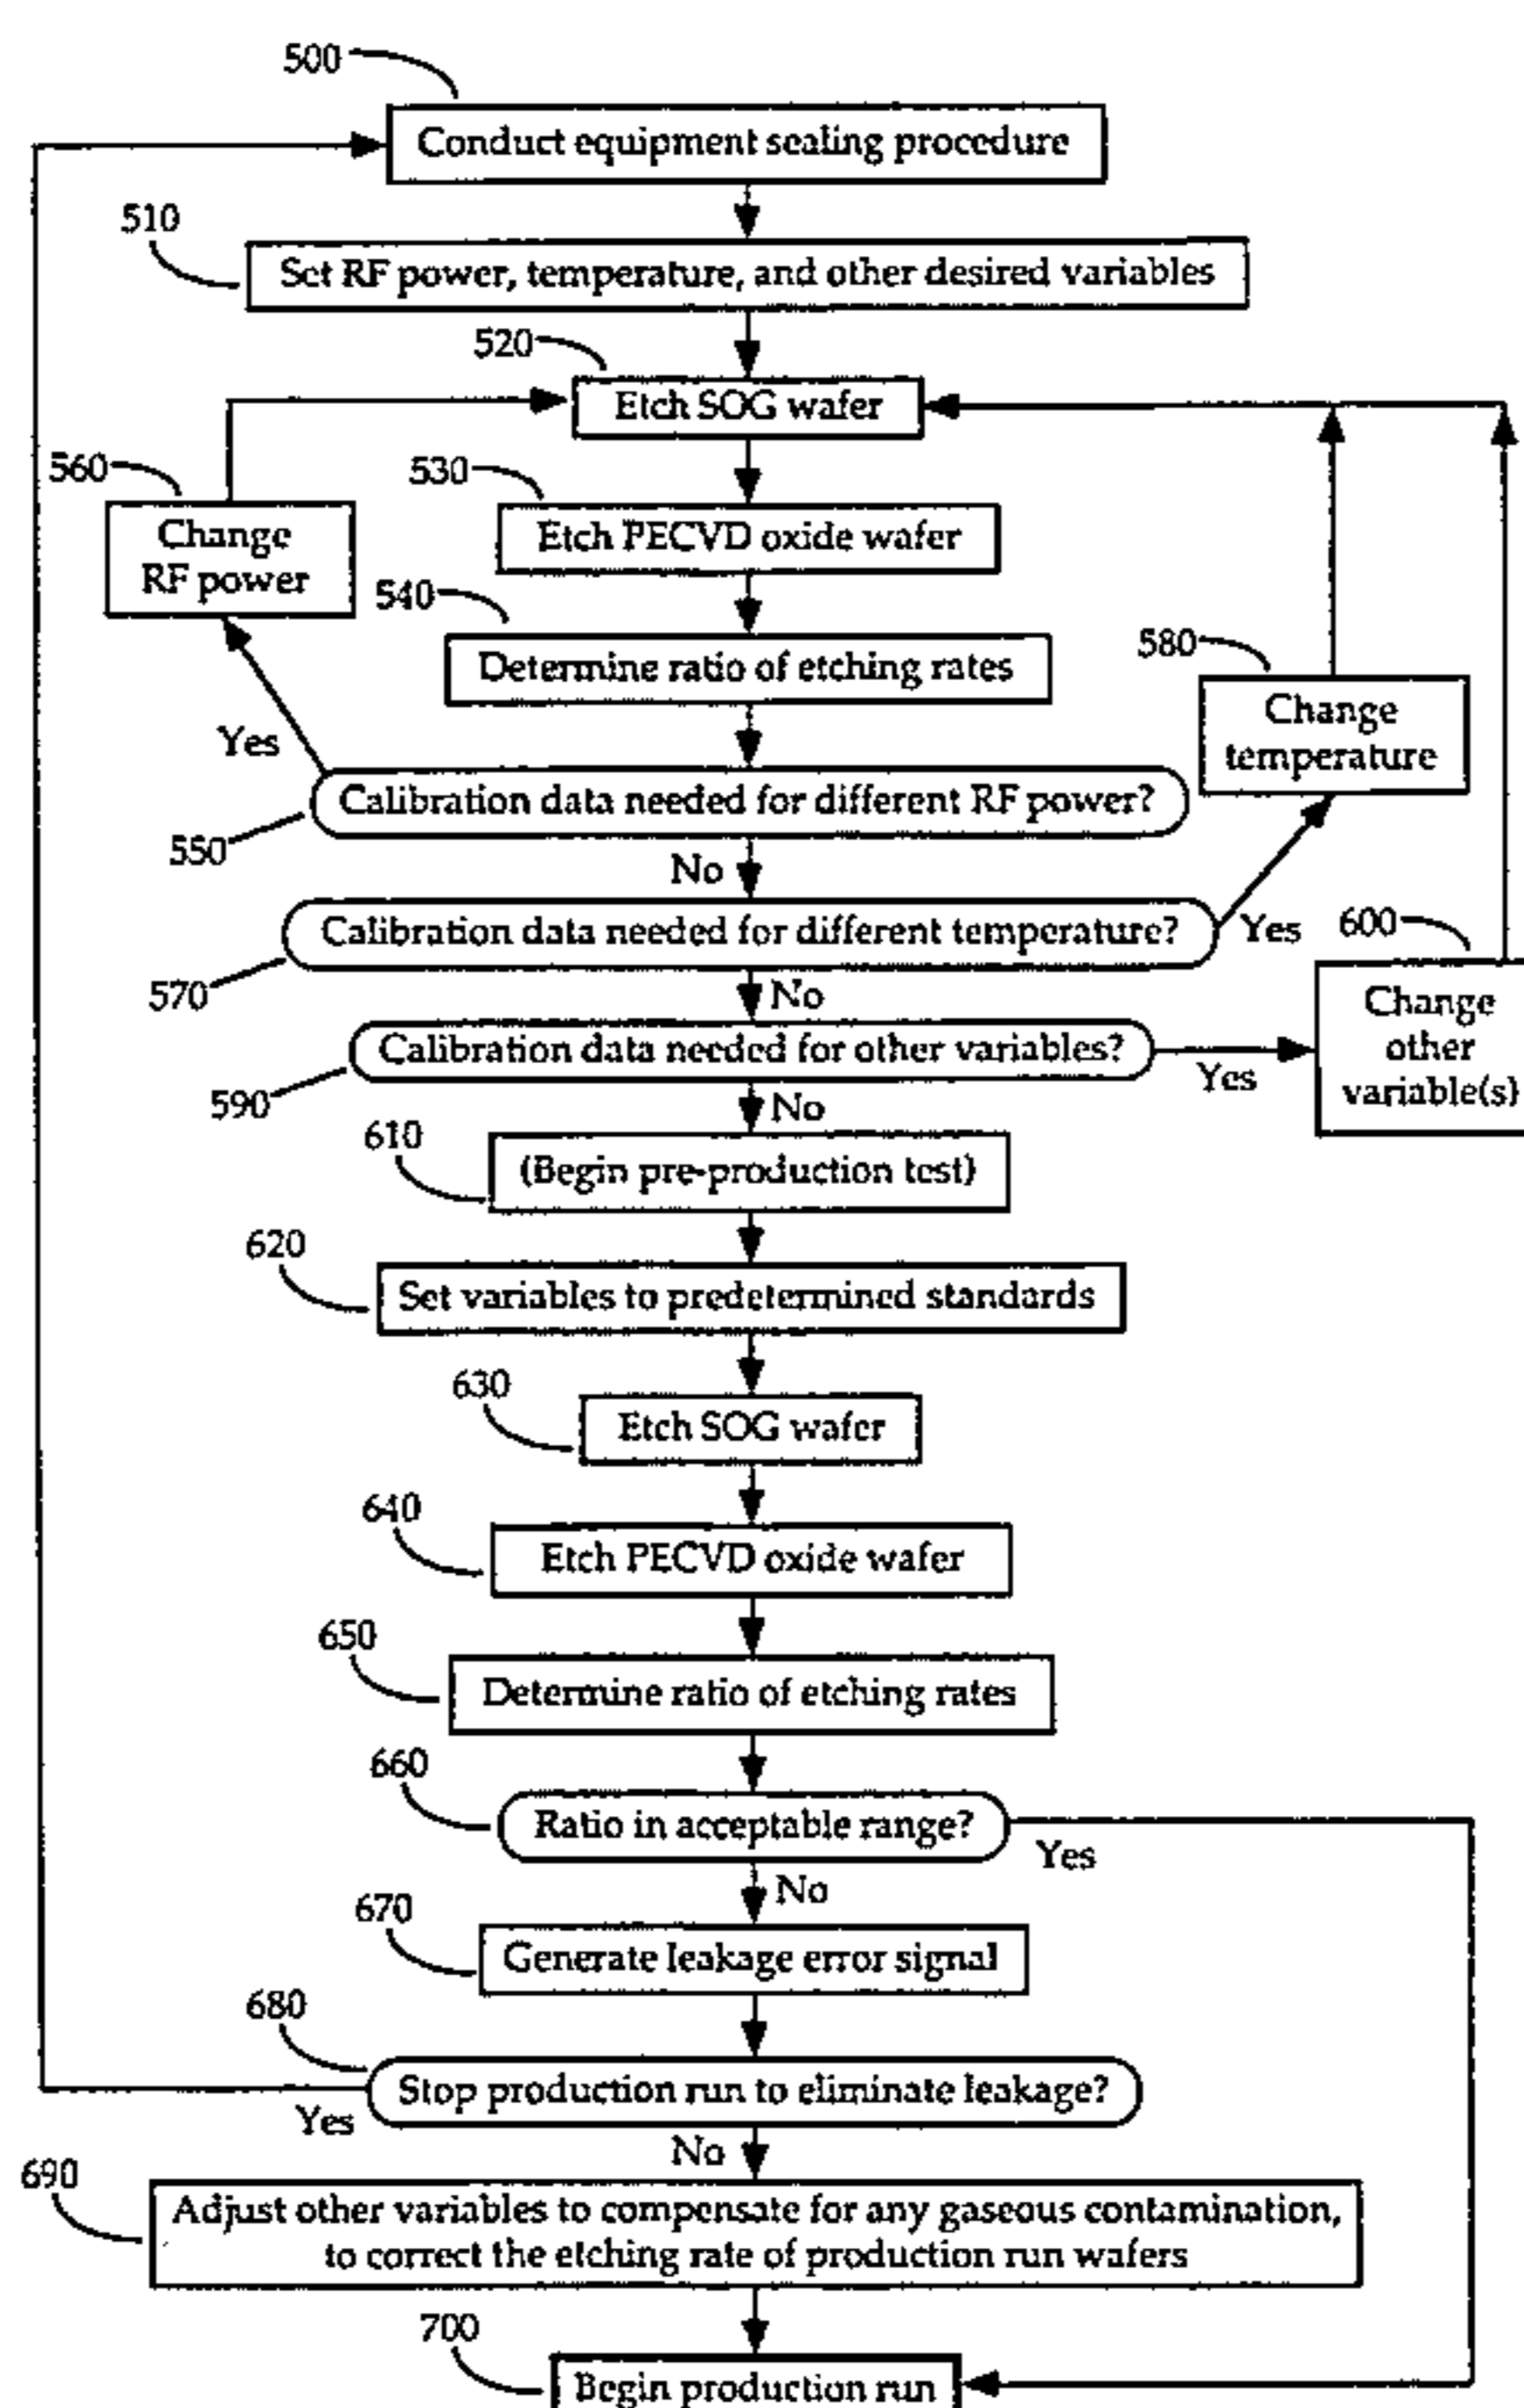 500
Conduct equipment sealing procedure
510
Set RF power, temperature, and other desired variables
520
Etch SOG wafer
560
Change
RF power
530
Etch PECVD oxide wafer
540
Determine ratio of etching rates
580
Change
temperature
Yes
Calibration data needed for different RF power?
550
No
Calibration data needed for different temperature?
Yes
570
No
600
Change
other
variable(s)
Calibration data needed for other variables?
Yes
590
No
610
(Begin pre-production test)
620
Set variables to predetermined standards
630
Etch SOG wafer
640
Etch PECVD oxide wafer
650
Determine ratio of etching rates
660
Ratio in acceptable range?
Yes
No
670
Generate leakage error signal
680
Stop production run to eliminate leakage?
Yes
No
690
Adjust other variables to compensate for any gaseous contamination,
to correct the etching rate of production run wafers
700
Begin production run